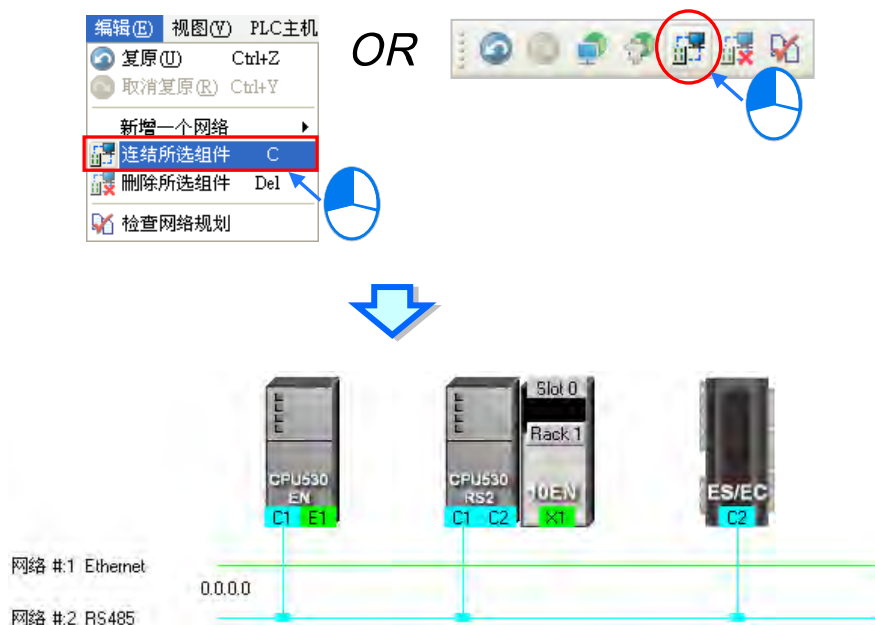 编辑(E) 视图(V) PLC主机
复原(U) Ctrl+Z
取消复原(R) Ctrl+Y
新增一个网络
连结所选组件 C
删除所选组件 Del
检查网络规划
OR
Slot 0
Rack 1
CPU530
EN
C1 E1
CPU530
RS2
C1 C2
10EN
X1
ES/EC
C2
网络 #:1 Ethernet
0.0.0.0
网络 #:2 RS485